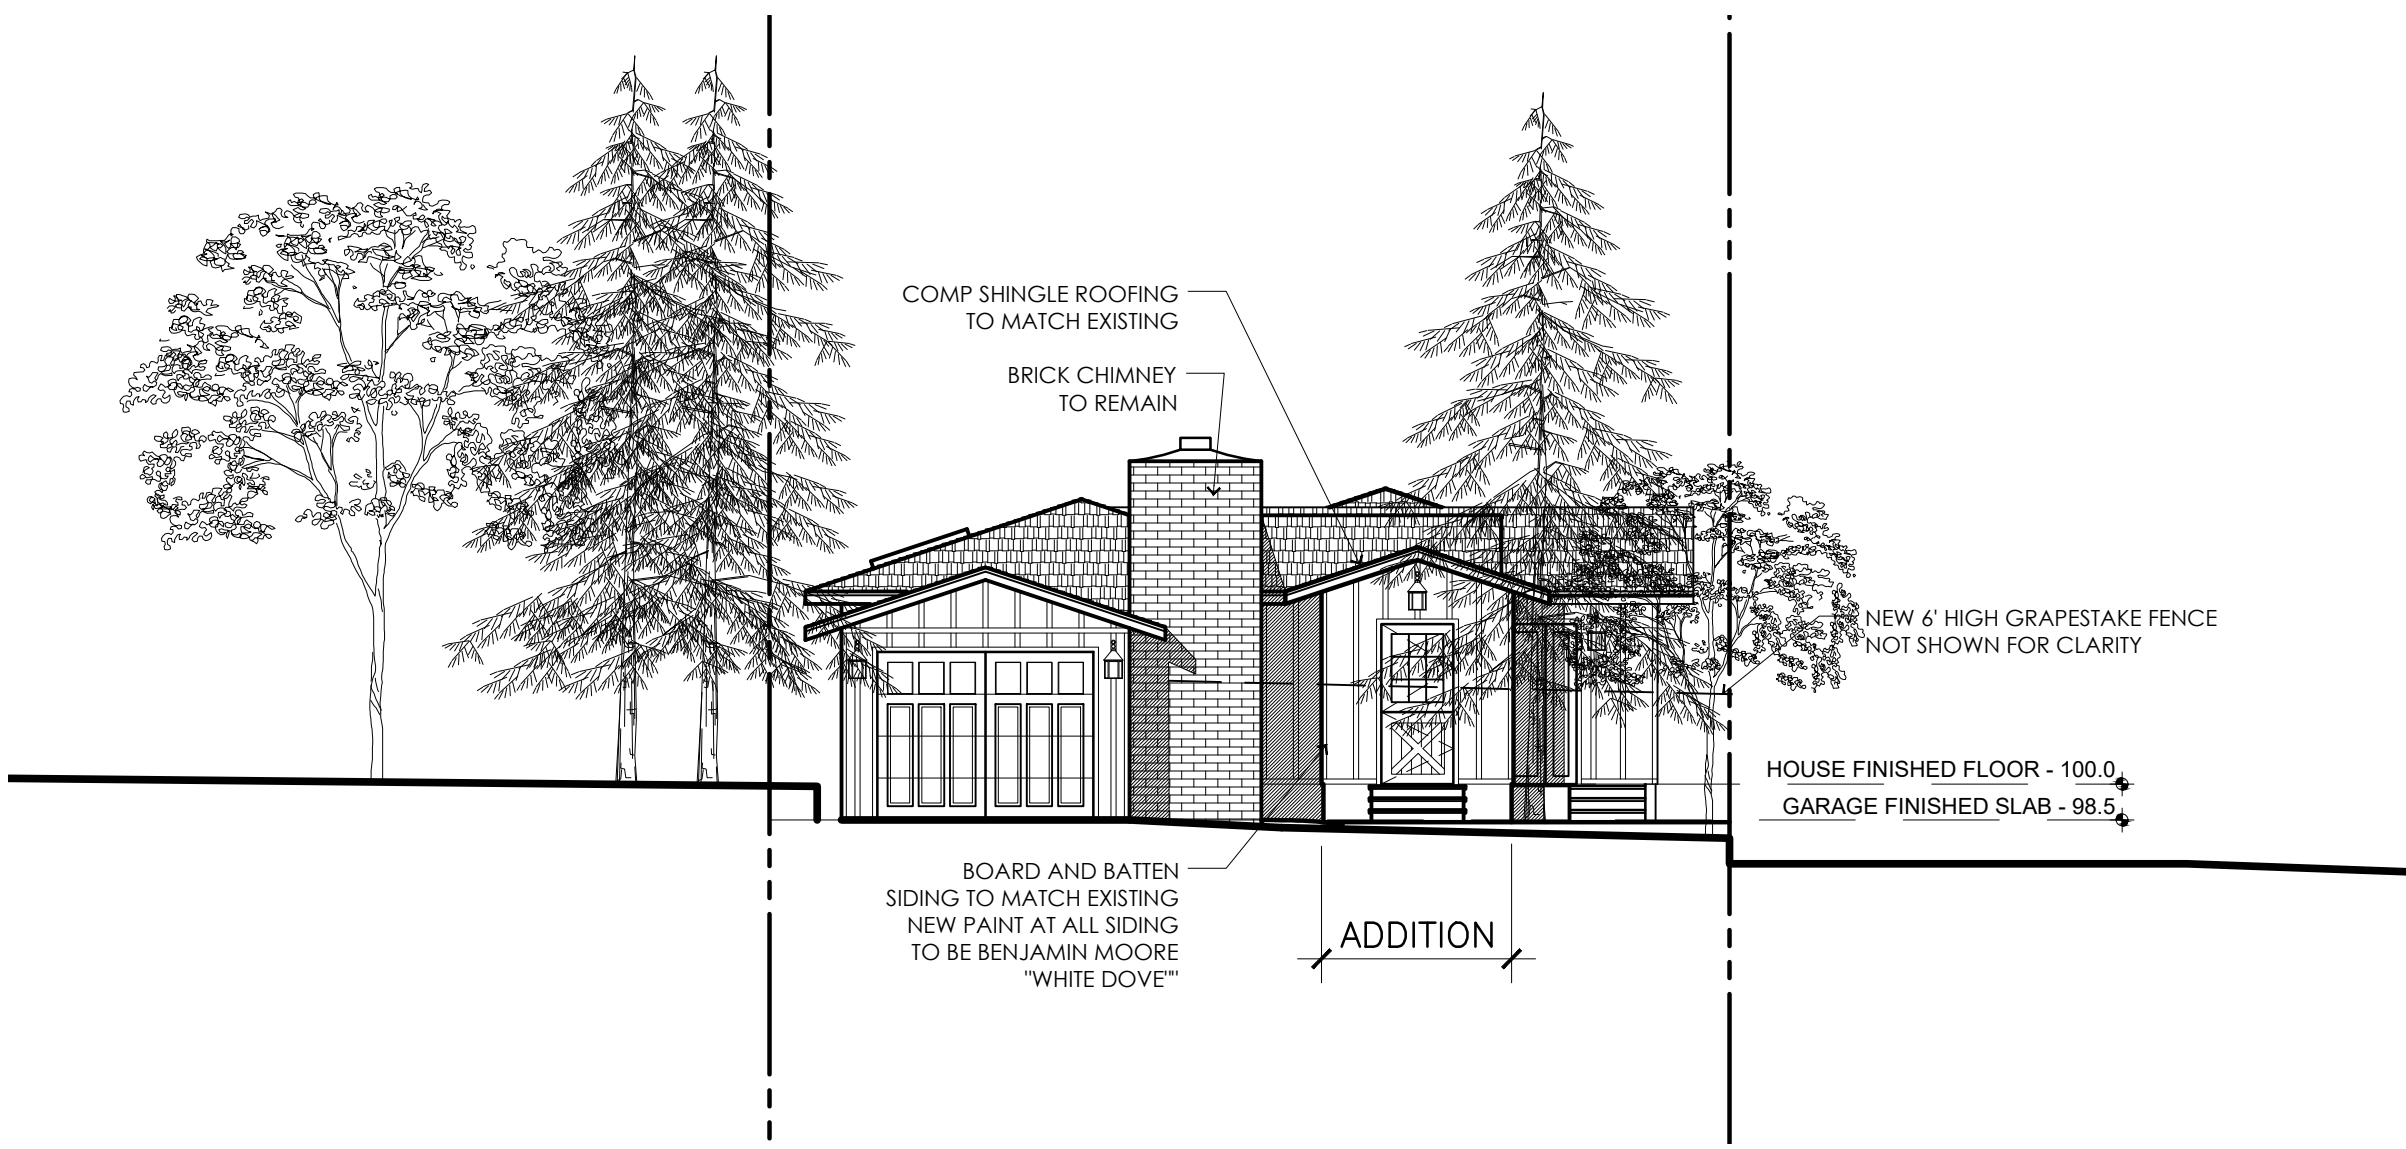 COMP SHINGLE ROOFING
TO MATCH EXISTING
BRICK CHIMNEY
TO REMAIN
NEW 6' HIGH GRAPESTAKE FENCE
NOT SHOWN FOR CLARITY
HOUSE FINISHED FLOOR - 100.0
GARAGE FINISHED SLAB - 98.5
BOARD AND BATTEN
SIDING TO MATCH EXISTING
NEW PAINT AT ALL SIDING
TO BE BENJAMIN MOORE
"WHITE DOVE""
ADDITION